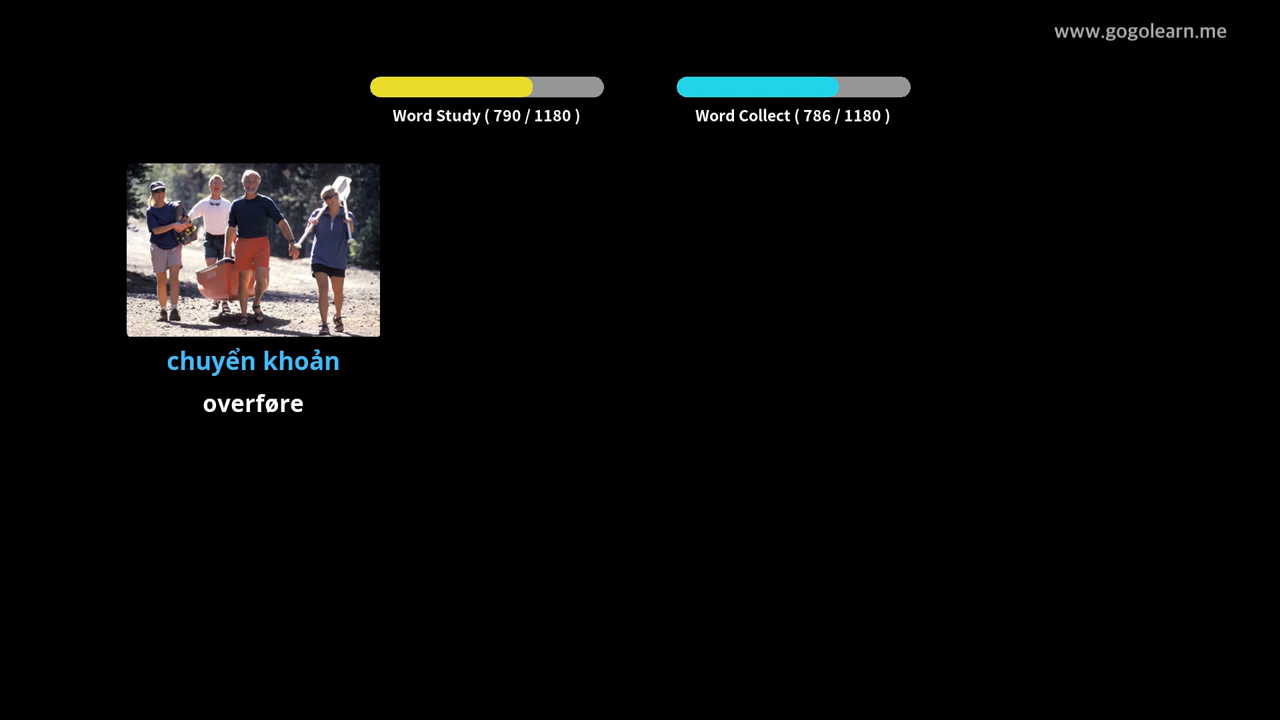 www.gogolearn.me
Word Study ( 790 / 1180 )
Word Collect ( 786 / 1180 )
chuyển khoản
overføre